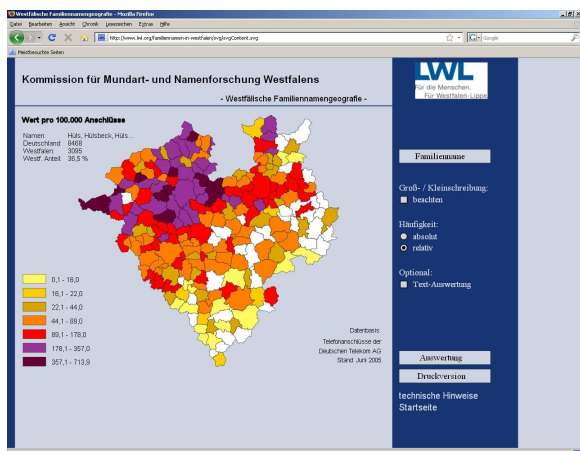 Westfälische Familiennamengeografie - Mozilla Firefox
Datei Bearbeiten Ansicht Chronik Lesezeichen Extras Hilfe
http://www.lwl.org/familiennamen-in-westfalen/svg/svgContent.svg
Google
Meistbesuchte Seiten
Kommission für Mundart- und Namenforschung Westfalens
- Westfälische Familiennamengeografie -
Wert pro 100.000 Anschlüsse
Namen: Hüls, Hülsbeck, Hüls...
Deutschland: 8468
Westfalen: 3095
Westf. Anteil: 36,5 %
0,1 - 16,0
16,1 - 22,0
22,1 - 44,0
44,1 - 89,0
89,1 - 178,0
178,1 - 357,0
357,1 - 713,9
Datenbasis:
Telefonanschlüsse der
Deutschen Telekom AG
Stand: Juni 2005
LWL
Für die Menschen.
Für Westfalen-Lippe.
Familienname
Groß- / Kleinschreibung:
beachten
Häufigkeit:
absolut
relativ
Optional:
Text-Auswertung
Auswertung
Druckversion
technische Hinweise
Startseite